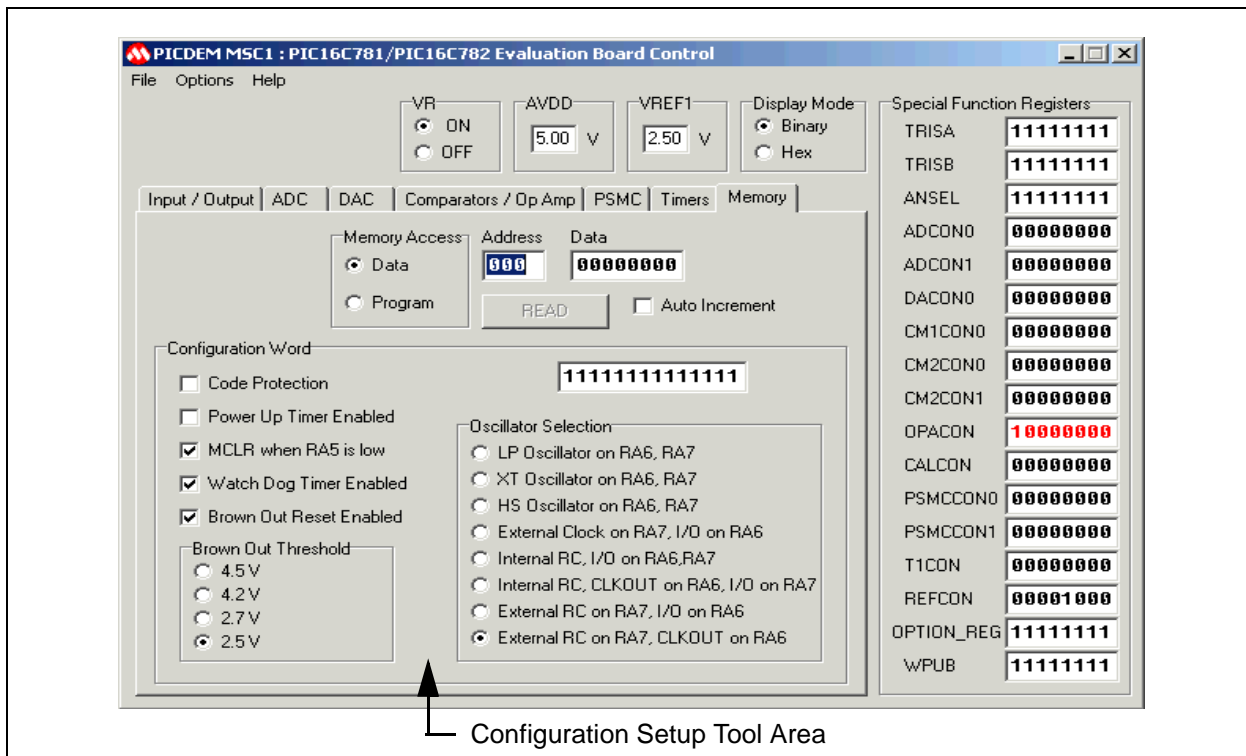 PICDEM MSC1 : PIC16C781/PIC16C782 Evaluation Board Control
File Options Help
VR
ON
OFF
AVDD
5.00 V
VREF1
2.50 V
Display Mode
Binary
Hex
Input / Output ADC DAC Comparators / Op Amp PSMC Timers Memory
Memory Access
Data
Program
Address
000
Data
00000000
READ
Auto Increment
Configuration Word
11111111111111
Code Protection
Power Up Timer Enabled
MCLR when RA5 is low
Watch Dog Timer Enabled
Brown Out Reset Enabled
Brown Out Threshold
4.5 V
4.2 V
2.7 V
2.5 V
Oscillator Selection
LP Oscillator on RA6, RA7
XT Oscillator on RA6, RA7
HS Oscillator on RA6, RA7
External Clock on RA7, I/O on RA6
Internal RC, I/O on RA6,RA7
Internal RC, CLKOUT on RA6, I/O on RA7
External RC on RA7, I/O on RA6
External RC on RA7, CLKOUT on RA6
Special Function Registers
TRISA 11111111
TRISB 11111111
ANSEL 11111111
ADCON0 00000000
ADCON1 00000000
DACON0 00000000
CM1CON0 00000000
CM2CON0 00000000
CM2CON1 00000000
OPACON 10000000
CALCON 00000000
PSMCCON0 00000000
PSMCCON1 00000000
T1CON 00000000
REFCON 00001000
OPTION_REG 11111111
WPUB 11111111
Configuration Setup Tool Area